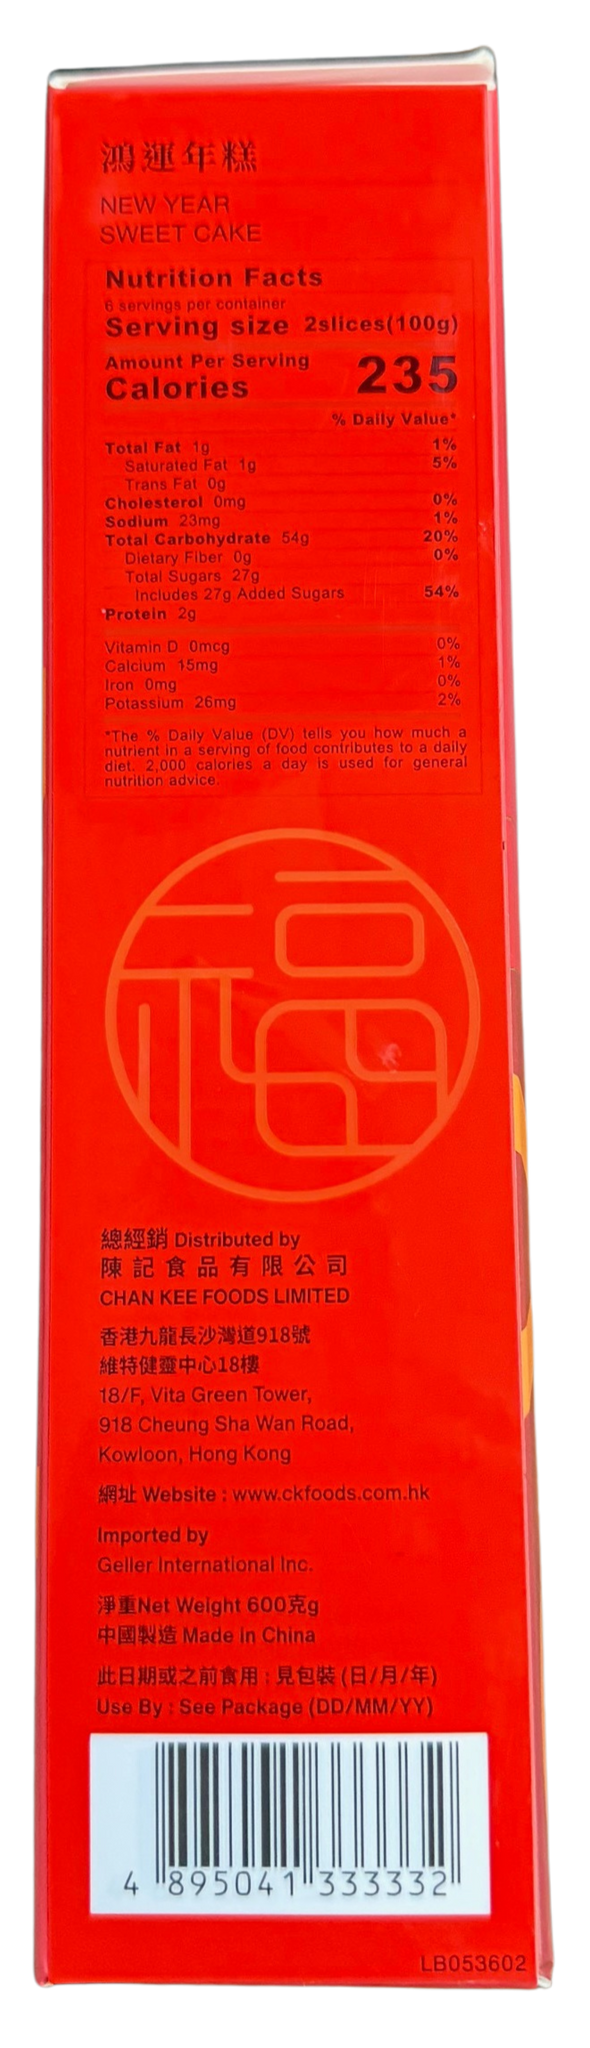 鴻運年糕
NEW YEAR
SWEET CAKE
Nutrition Facts
6 servings per container
Serving size 2slices(100g)
Amount Per Serving
Calories 235
% Daily Value*
Total Fat 1g 1%
Saturated Fat 1g 5%
Trans Fat 0g
Cholesterol 0mg 0%
Sodium 23mg 1%
Total Carbohydrate 54g 20%
Dietary Fiber 0g 0%
Total Sugars 27g
Includes 27g Added Sugars 54%
Protein 2g
Vitamin D 0mcg 0%
Calcium 15mg 1%
Iron 0mg 0%
Potassium 26mg 2%
*The % Daily Value (DV) tells you how much a
nutrient in a serving of food contributes to a daily
diet. 2,000 calories a day is used for general
nutrition advice.
福
總經銷 Distributed by
陳記食品有限公司
CHAN KEE FOODS LIMITED
香港九龍長沙灣道918號
維特健靈中心18樓
18/F, Vita Green Tower,
918 Cheung Sha Wan Road,
Kowloon, Hong Kong
網址 Website : www.ckfoods.com.hk
Imported by
Geller International Inc.
淨重Net Weight 600克g
中國製造 Made in China
此日期或之前食用 : 見包裝 (日/月/年)
Use By : See Package (DD/MM/YY)
4 895041 333332
LB053602